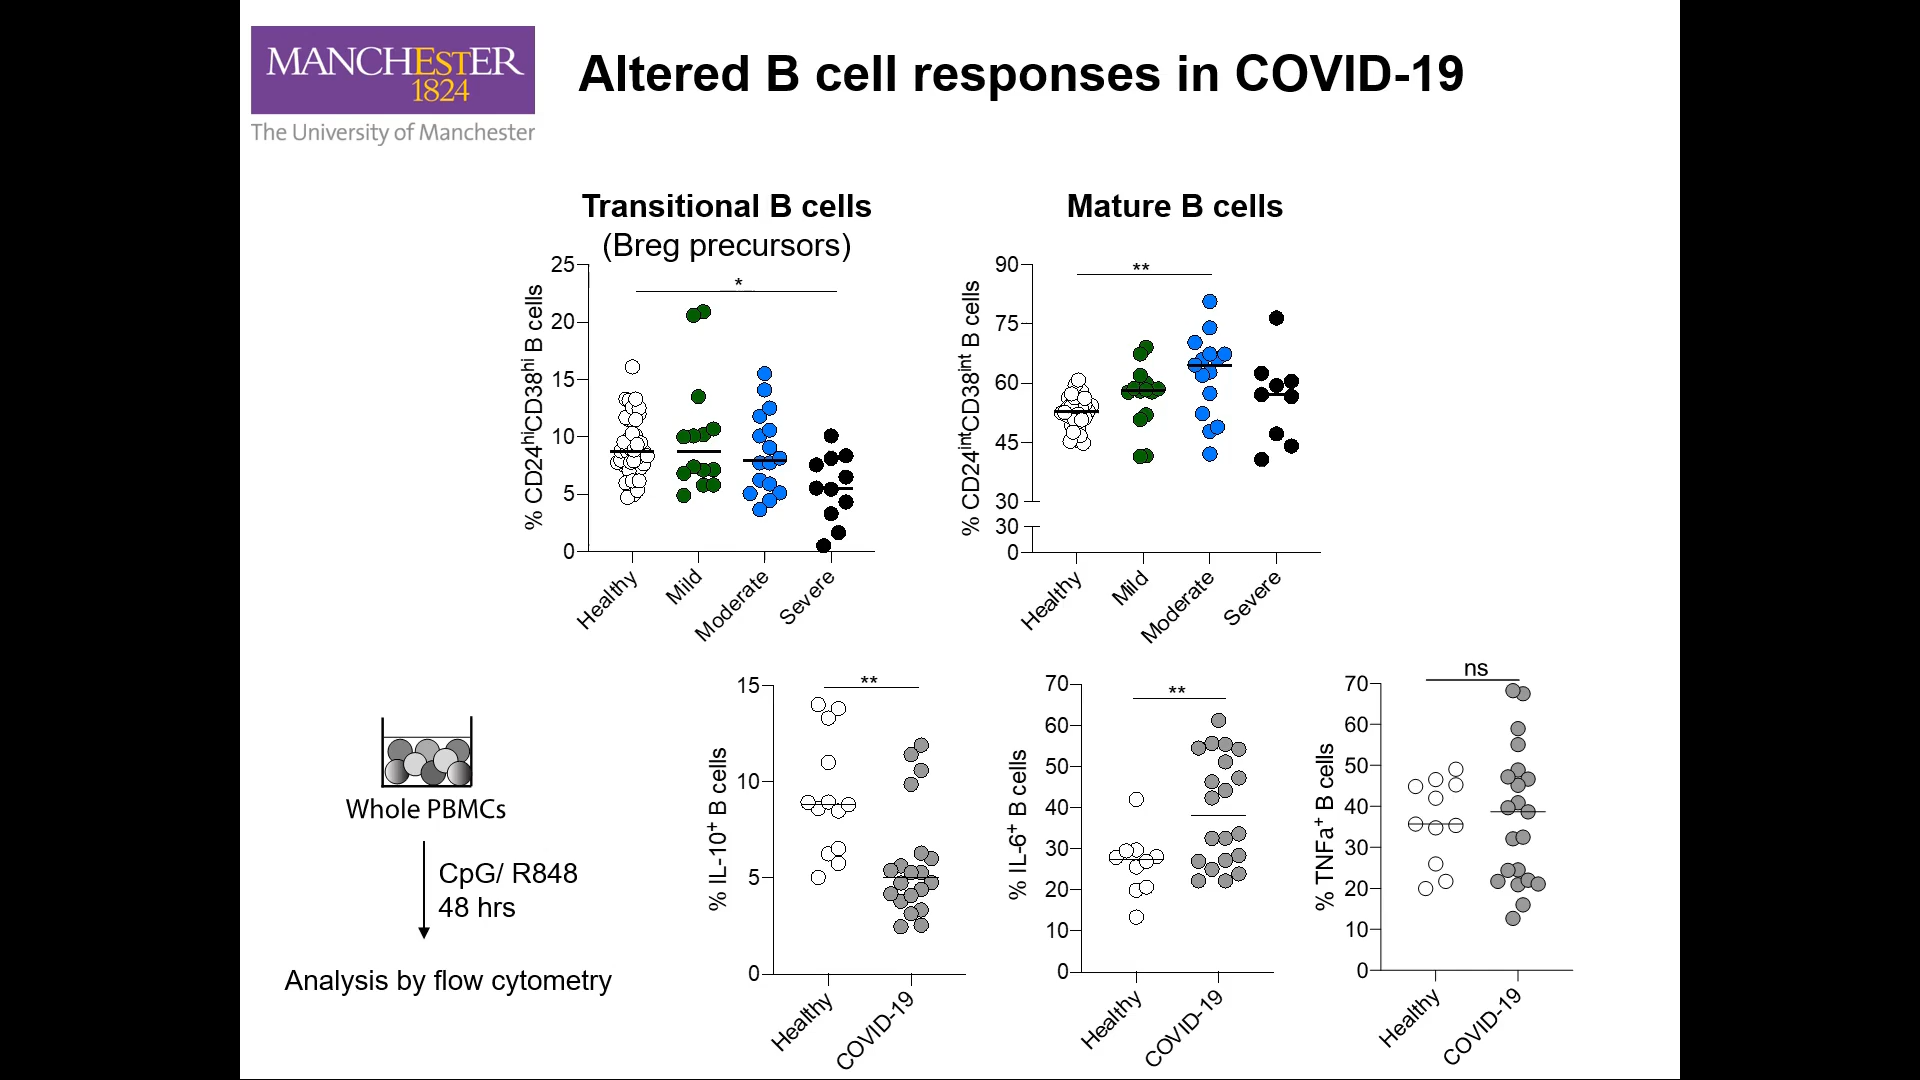 MANCHESTER
1824
The University of Manchester
Altered B cell responses in COVID-19
Transitional B cells
(Breg precursors)
% CD24hiCD38hi B cells
25
20
15
10
5
0
*
Healthy
Mild
Moderate
Severe
Mature B cells
% CD24intCD38int B cells
90
75
60
45
30
30
0
**
Healthy
Mild
Moderate
Severe
Whole PBMCs
CpG/ R848
48 hrs
Analysis by flow cytometry
% IL-10+ B cells
15
10
5
0
**
Healthy
COVID-19
% IL-6+ B cells
70
60
50
40
30
20
10
0
**
Healthy
COVID-19
% TNFa+ B cells
70
60
50
40
30
20
10
0
ns
Healthy
COVID-19